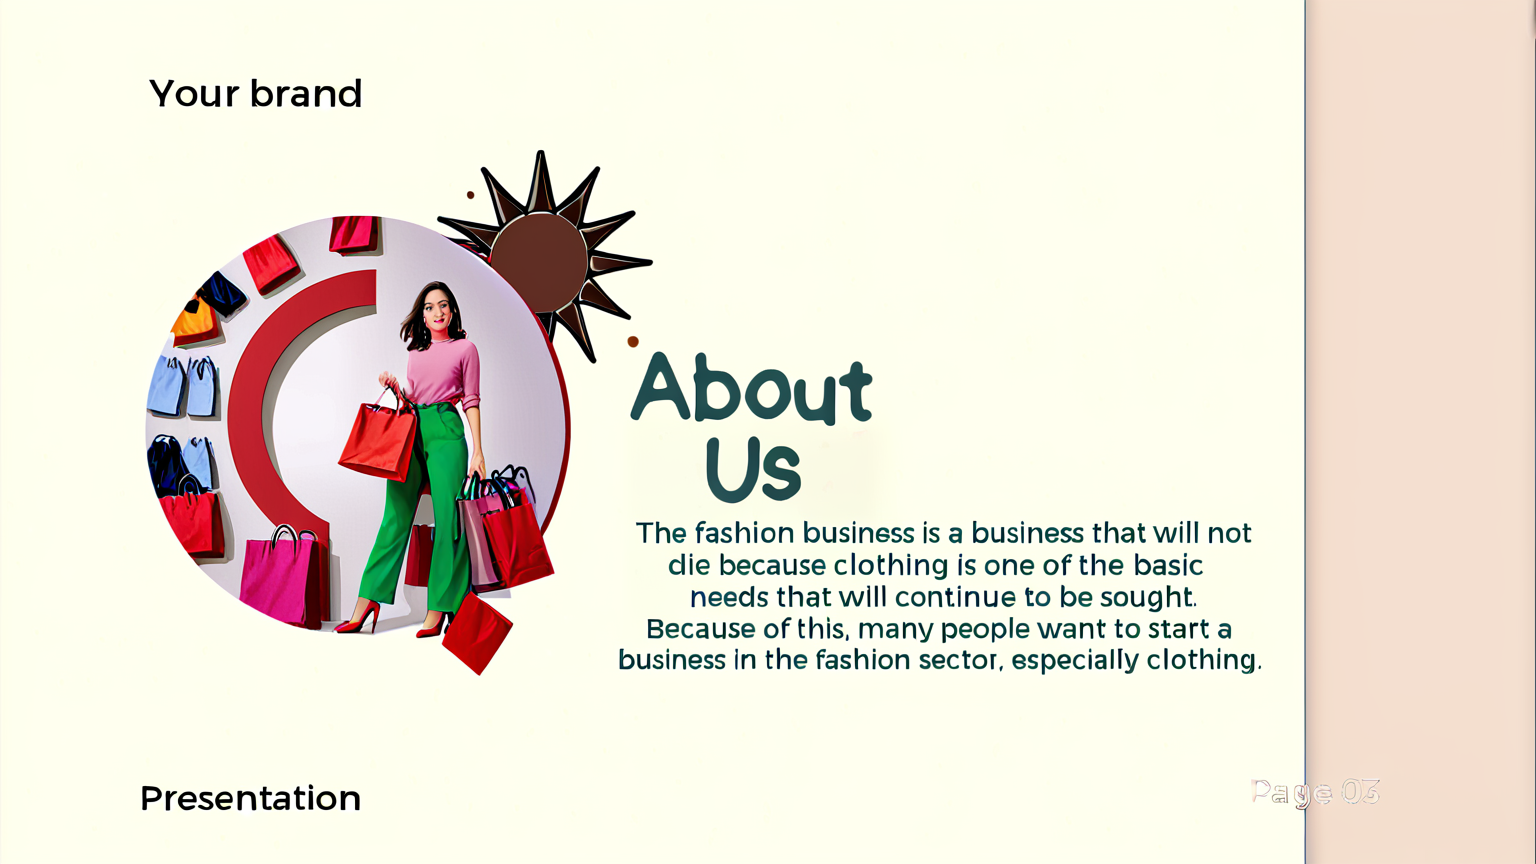 Your brand
About
Us
The fashion business is a business that will not
die because clothing is one of the basic
needs that will continue to be sought.
Because of this, many people want to start a
business in the fashion sector, especially clothing.
Presentation
Page 03